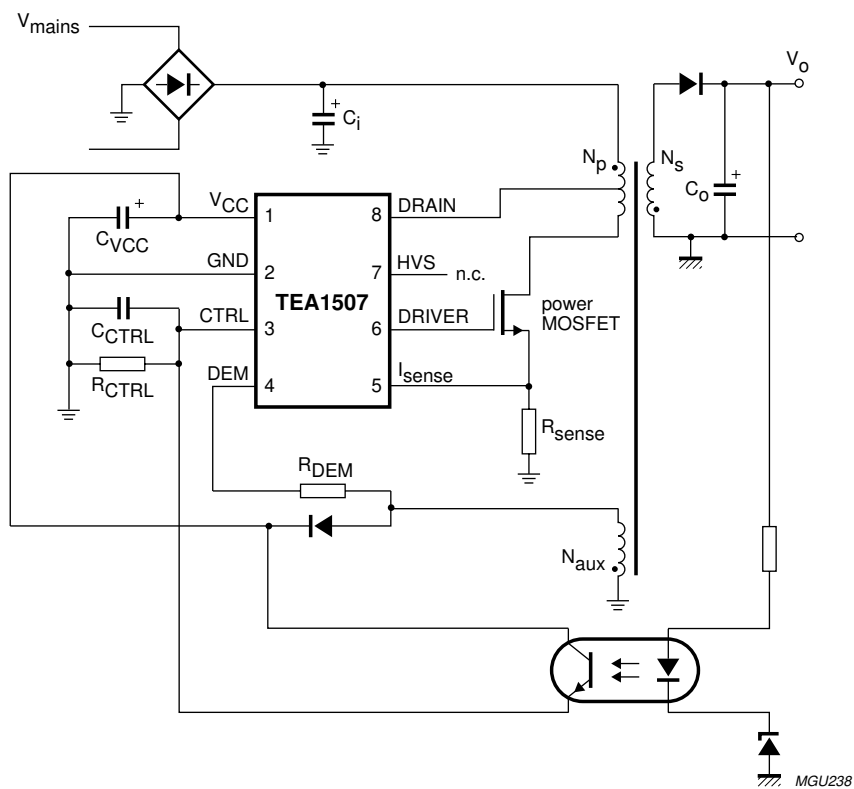 Vmains
Vo
Ci
Np
Ns
Co
VCC
1
8
DRAIN
CVCC
GND
2
7
HVS
n.c.
TEA1507
CTRL
3
6
DRIVER
power
MOSFET
CCTRL
DEM
4
5
Isense
RCTRL
Rsense
RDEM
Naux
MGU238
+
+
+